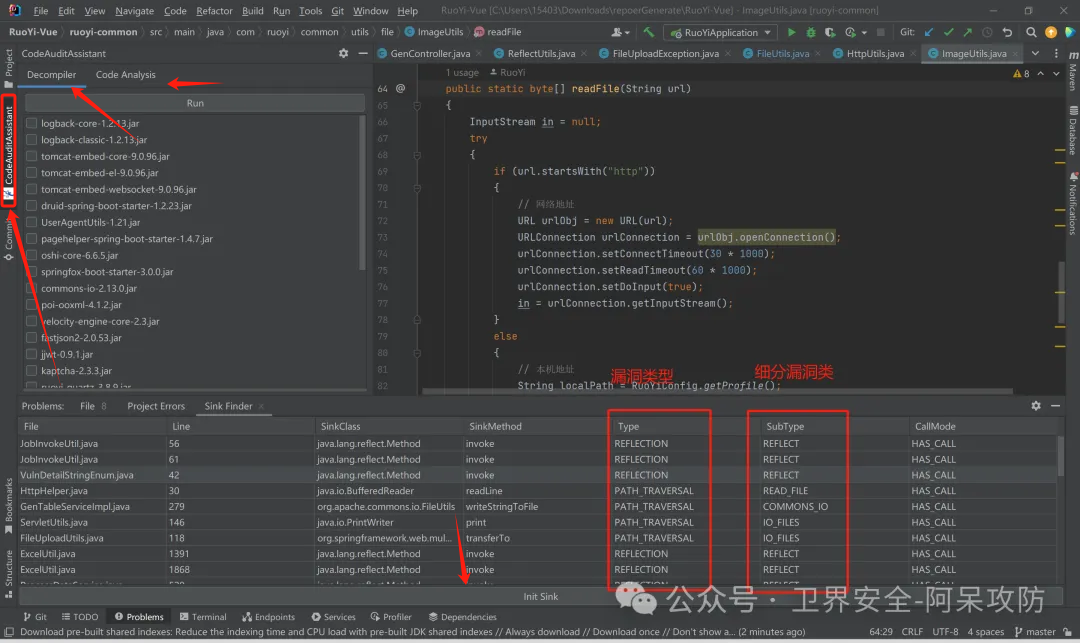 File Edit View Navigate Code Refactor Build Run Tools Git Window Help RuoYi-Vue [C:\Users\15403\Downloads\repoerGenerate\RuoYi-Vue] - ImageUtils.java [ruoyi-common]
RuoYi-Vue ruoyi-common src main java com ruoyi common utils file ImageUtils readFile RuoYiApplication Git:
CodeAuditAssistant
GenController.java ReflectUtils.java FileUploadException.java FileUtils.java HttpUtils.java ImageUtils.java
Decompiler Code Analysis
Run
logback-core-1.2.13.jar
logback-classic-1.2.13.jar
tomcat-embed-core-9.0.96.jar
tomcat-embed-el-9.0.96.jar
tomcat-embed-websocket-9.0.96.jar
druid-spring-boot-starter-1.2.23.jar
UserAgentUtils-1.21.jar
pagehelper-spring-boot-starter-1.4.7.jar
oshi-core-6.6.5.jar
springfox-boot-starter-3.0.0.jar
commons-io-2.13.0.jar
poi-ooxml-4.1.2.jar
velocity-engine-core-2.3.jar
fastjson2-2.0.53.jar
jjwt-0.9.1.jar
kaptcha-2.3.3.jar
ruoyi-quartz-3.8.9.jar
Project
CodeAuditAssistant
Commit
Bookmarks
Structure
1 usage RuoYi
8
64 @ public static byte[] readFile(String url)
65 {
66 InputStream in = null;
67 try
68 {
69 if (url.startsWith("http"))
70 {
71 // 网络地址
72 URL urlObj = new URL(url);
73 URLConnection urlConnection = urlObj.openConnection();
74 urlConnection.setConnectTimeout(30 * 1000);
75 urlConnection.setReadTimeout(60 * 1000);
76 urlConnection.setDoInput(true);
77 in = urlConnection.getInputStream();
78 }
79 else
80 {
81 // 本机地址
82 String localPath = RuoYiConfig.getProfile();
漏洞类型
细分漏洞类
Maven
Database
Notifications
Problems: File 8 Project Errors Sink Finder
File Line SinkClass SinkMethod Type SubType CallMode
JobInvokeUtil.java 56 java.lang.reflect.Method invoke REFLECTION REFLECT HAS_CALL
JobInvokeUtil.java 61 java.lang.reflect.Method invoke REFLECTION REFLECT HAS_CALL
VulnDetailStringEnum.java 42 java.lang.reflect.Method invoke REFLECTION REFLECT HAS_CALL
HttpHelper.java 30 java.io.BufferedReader readLine PATH_TRAVERSAL READ_FILE HAS_CALL
GenTableServiceImpl.java 279 org.apache.commons.io.FileUtils writeStringToFile PATH_TRAVERSAL COMMONS_IO HAS_CALL
ServletUtils.java 146 java.io.PrintWriter print PATH_TRAVERSAL IO_FILES HAS_CALL
FileUploadUtils.java 118 org.springframework.web.mul... transferTo PATH_TRAVERSAL IO_FILES HAS_CALL
ExcelUtil.java 1391 java.lang.reflect.Method invoke REFLECTION REFLECT HAS_CALL
ExcelUtil.java 1868 java.lang.reflect.Method invoke REFLECTION REFLECT HAS_CALL
Init Sink
公众号 · 卫界安全-阿呆攻防
Git TODO Problems Terminal Endpoints Services Profiler Dependencies
Download pre-built shared indexes: Reduce the indexing time and CPU load with pre-built JDK shared indexes // Always download // Download once // Don't show a... (2 minutes ago) 64:29 CRLF UTF-8 4 spaces master